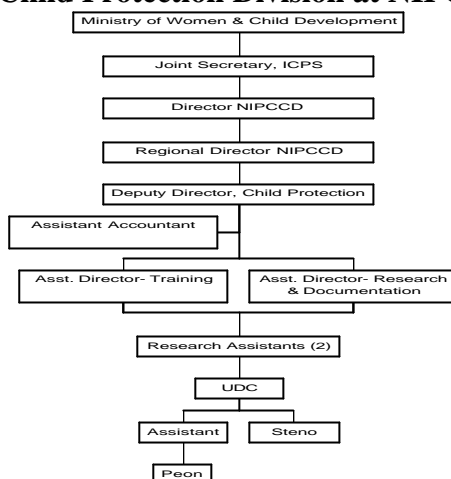 Child Protection Division at NIP
Ministry of Women & Child Development
Joint Secretary, ICPS
Director NIPCCD
Regional Director NIPCCD
Deputy Director, Child Protection
Assistant Accountant
Asst. Director- Training
Asst. Director- Research
& Documentation
Research Assistants (2)
UDC
Assistant
Steno
Peon